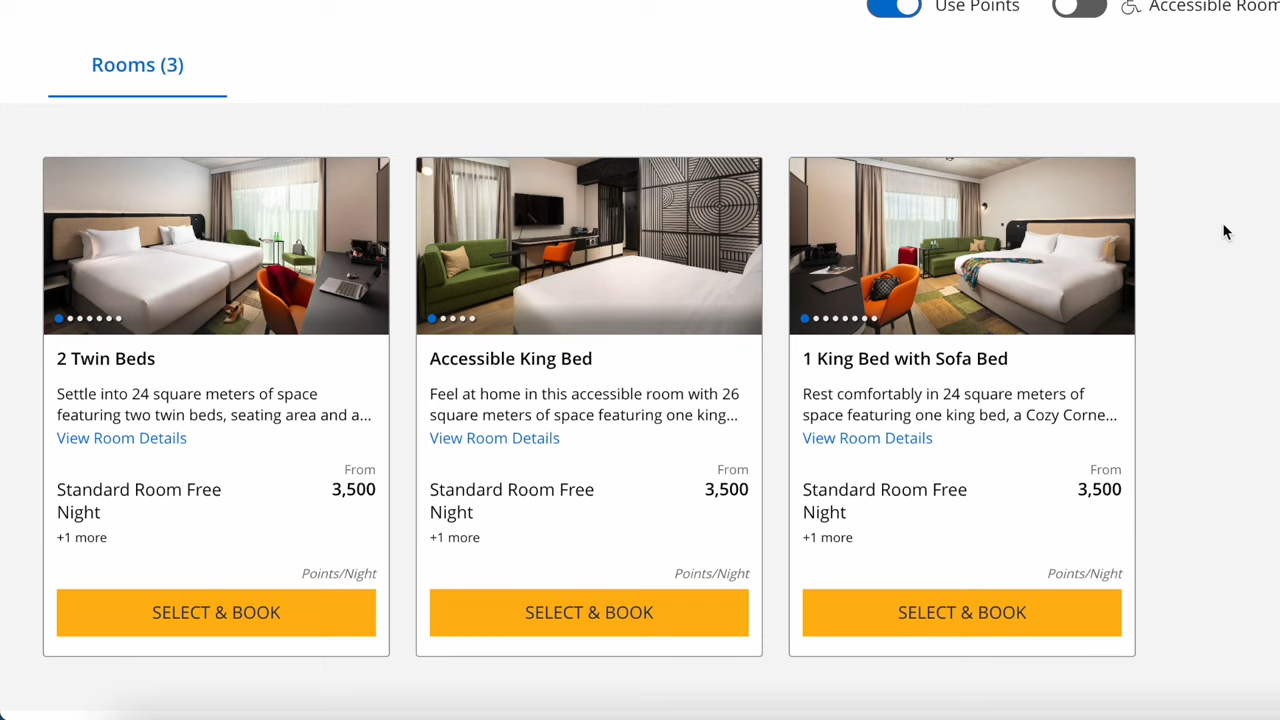 Use Points
Accessible Room
Rooms (3)
2 Twin Beds
Settle into 24 square meters of space
featuring two twin beds, seating area and a...
View Room Details
From
Standard Room Free 3,500
Night
+1 more
Points/Night
SELECT & BOOK
Accessible King Bed
Feel at home in this accessible room with 26
square meters of space featuring one king...
View Room Details
From
Standard Room Free 3,500
Night
+1 more
Points/Night
SELECT & BOOK
1 King Bed with Sofa Bed
Rest comfortably in 24 square meters of
space featuring one king bed, a Cozy Corne...
View Room Details
From
Standard Room Free 3,500
Night
+1 more
Points/Night
SELECT & BOOK